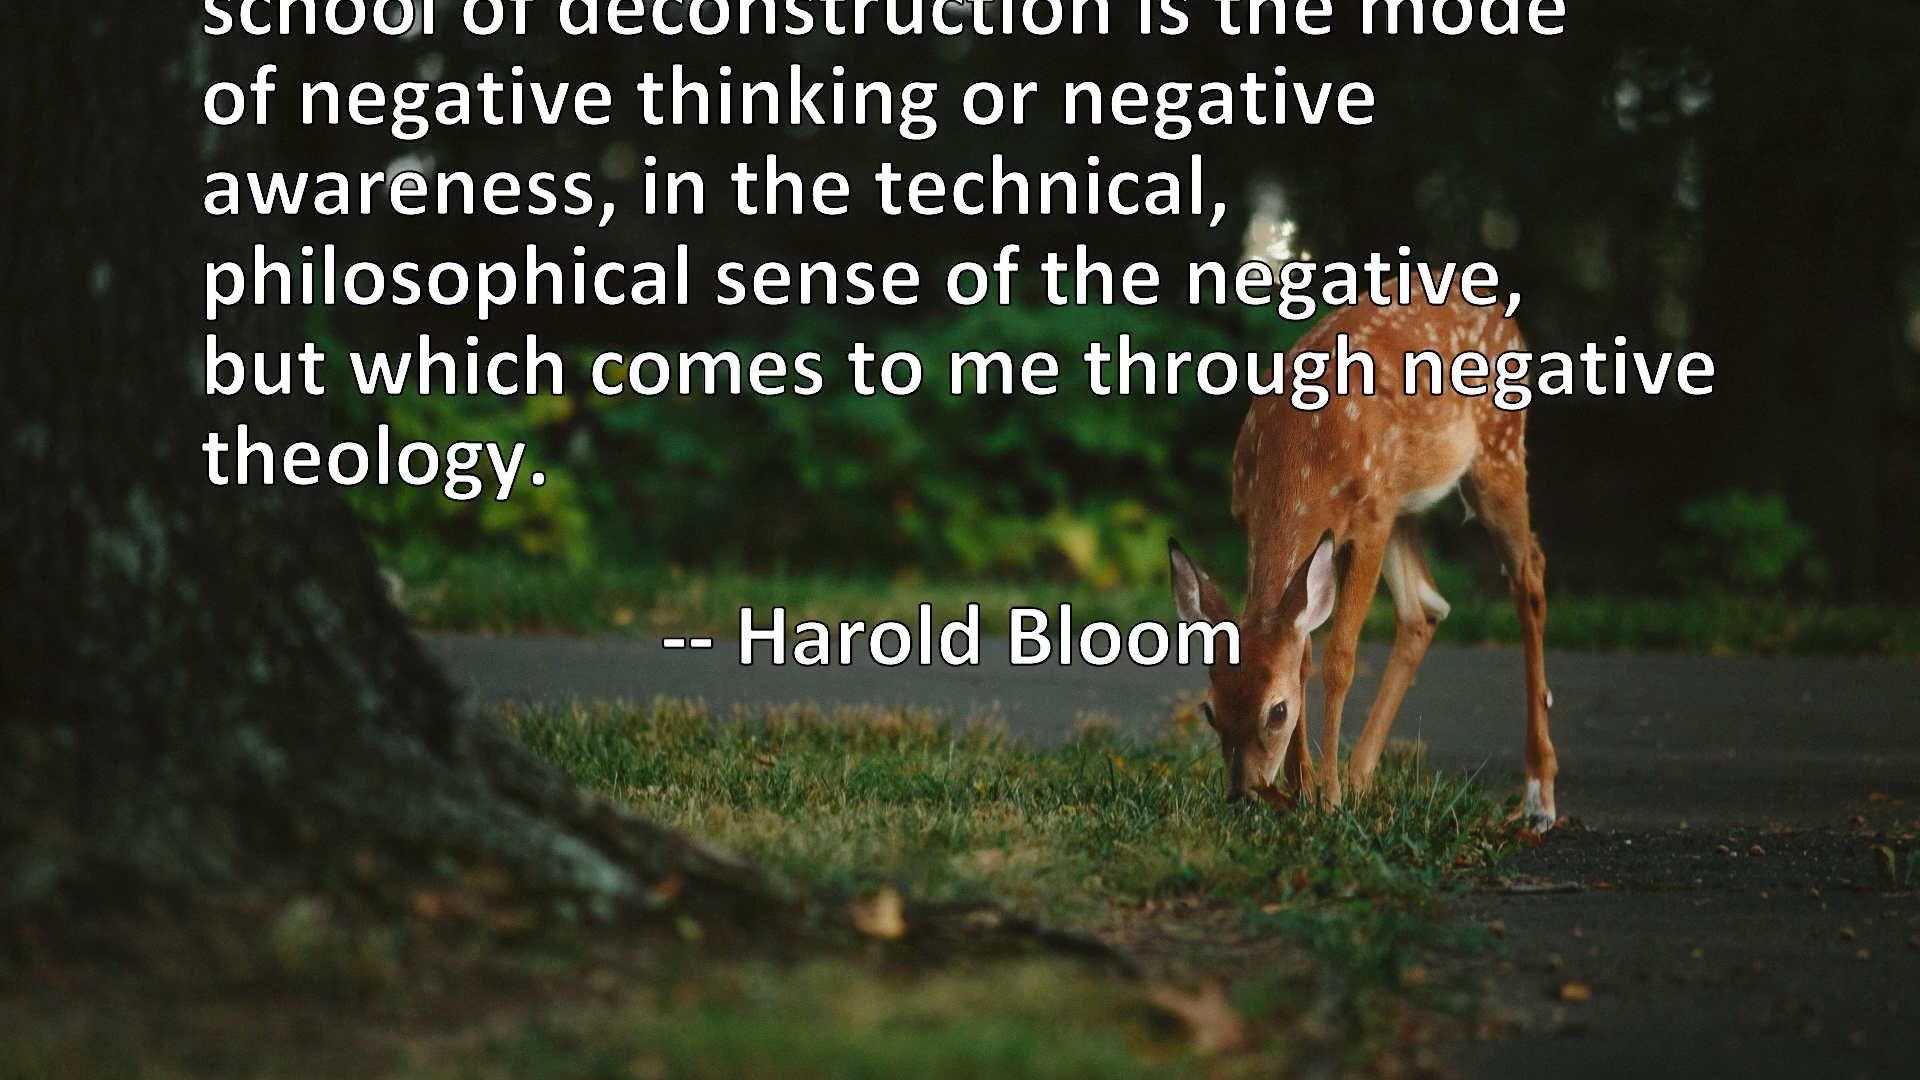 school of deconstruction is the mode
of negative thinking or negative
awareness, in the technical,
philosophical sense of the negative,
but which comes to me through negative
theology.
-- Harold Bloom